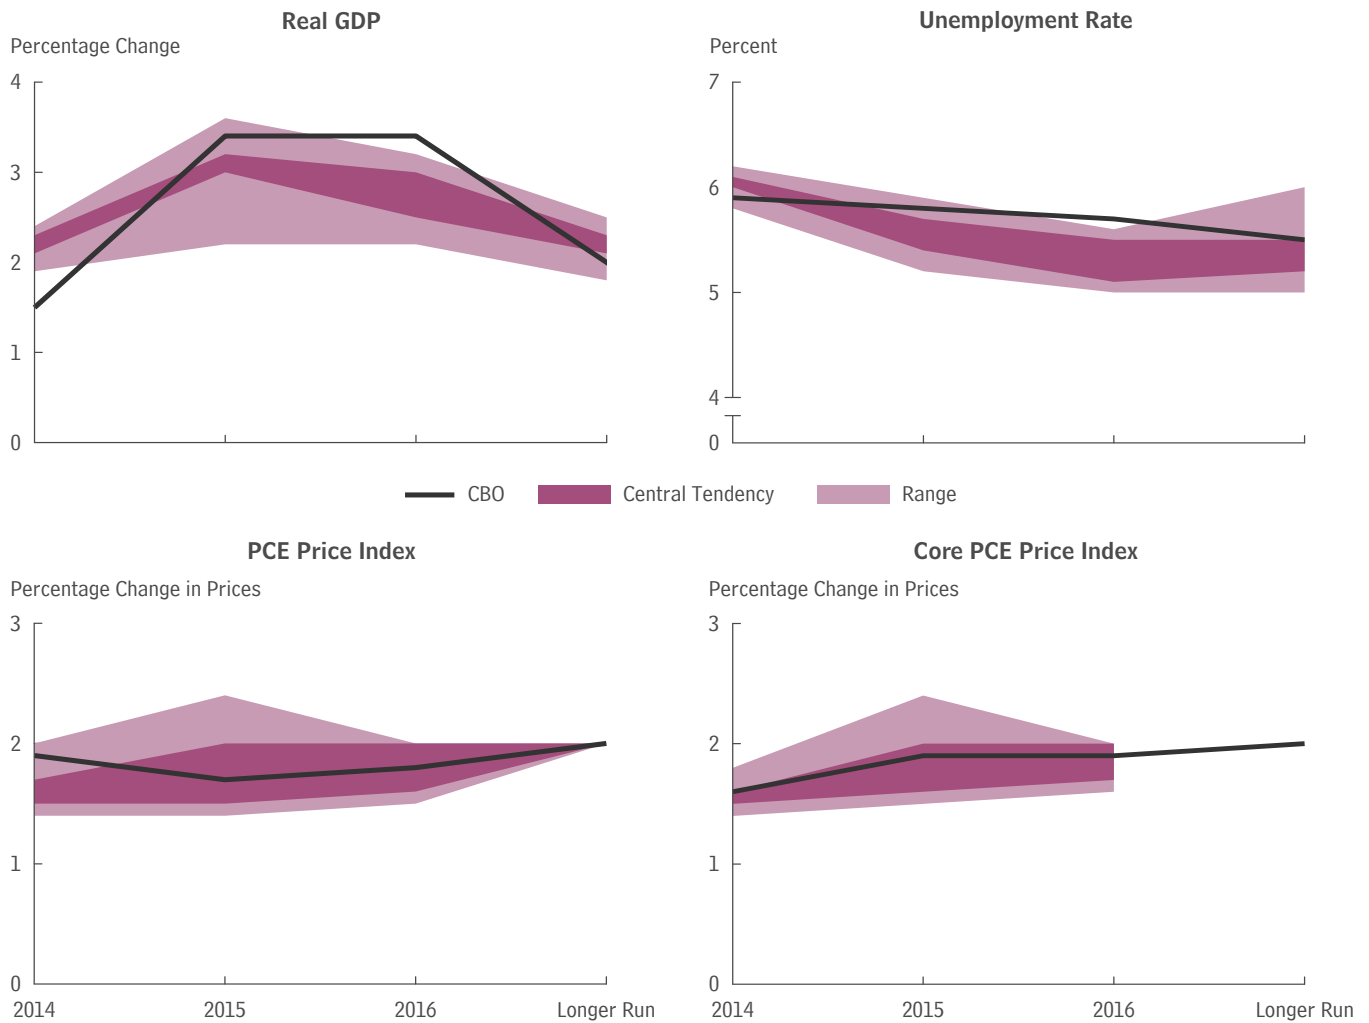 Real GDP
Percentage Change
4
3
2
1
0
Unemployment Rate
Percent
7
6
5
4
0
CBO Central Tendency Range
PCE Price Index
Percentage Change in Prices
3
2
1
0
2014 2015 2016 Longer Run
Core PCE Price Index
Percentage Change in Prices
3
2
1
0
2014 2015 2016 Longer Run